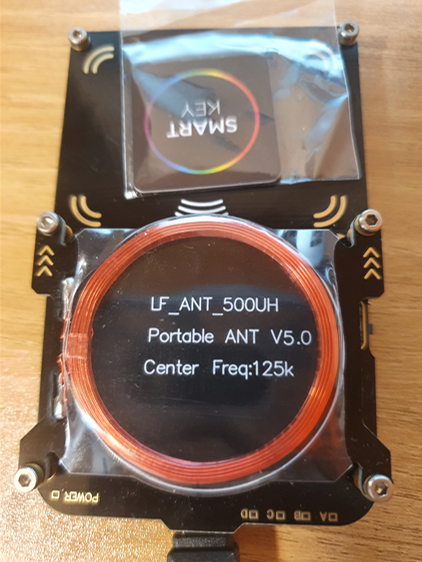 SMART
KEY
LF_ANT_500UH
Portable ANT V5.0
Center Freq:125k
POWER
A B C D